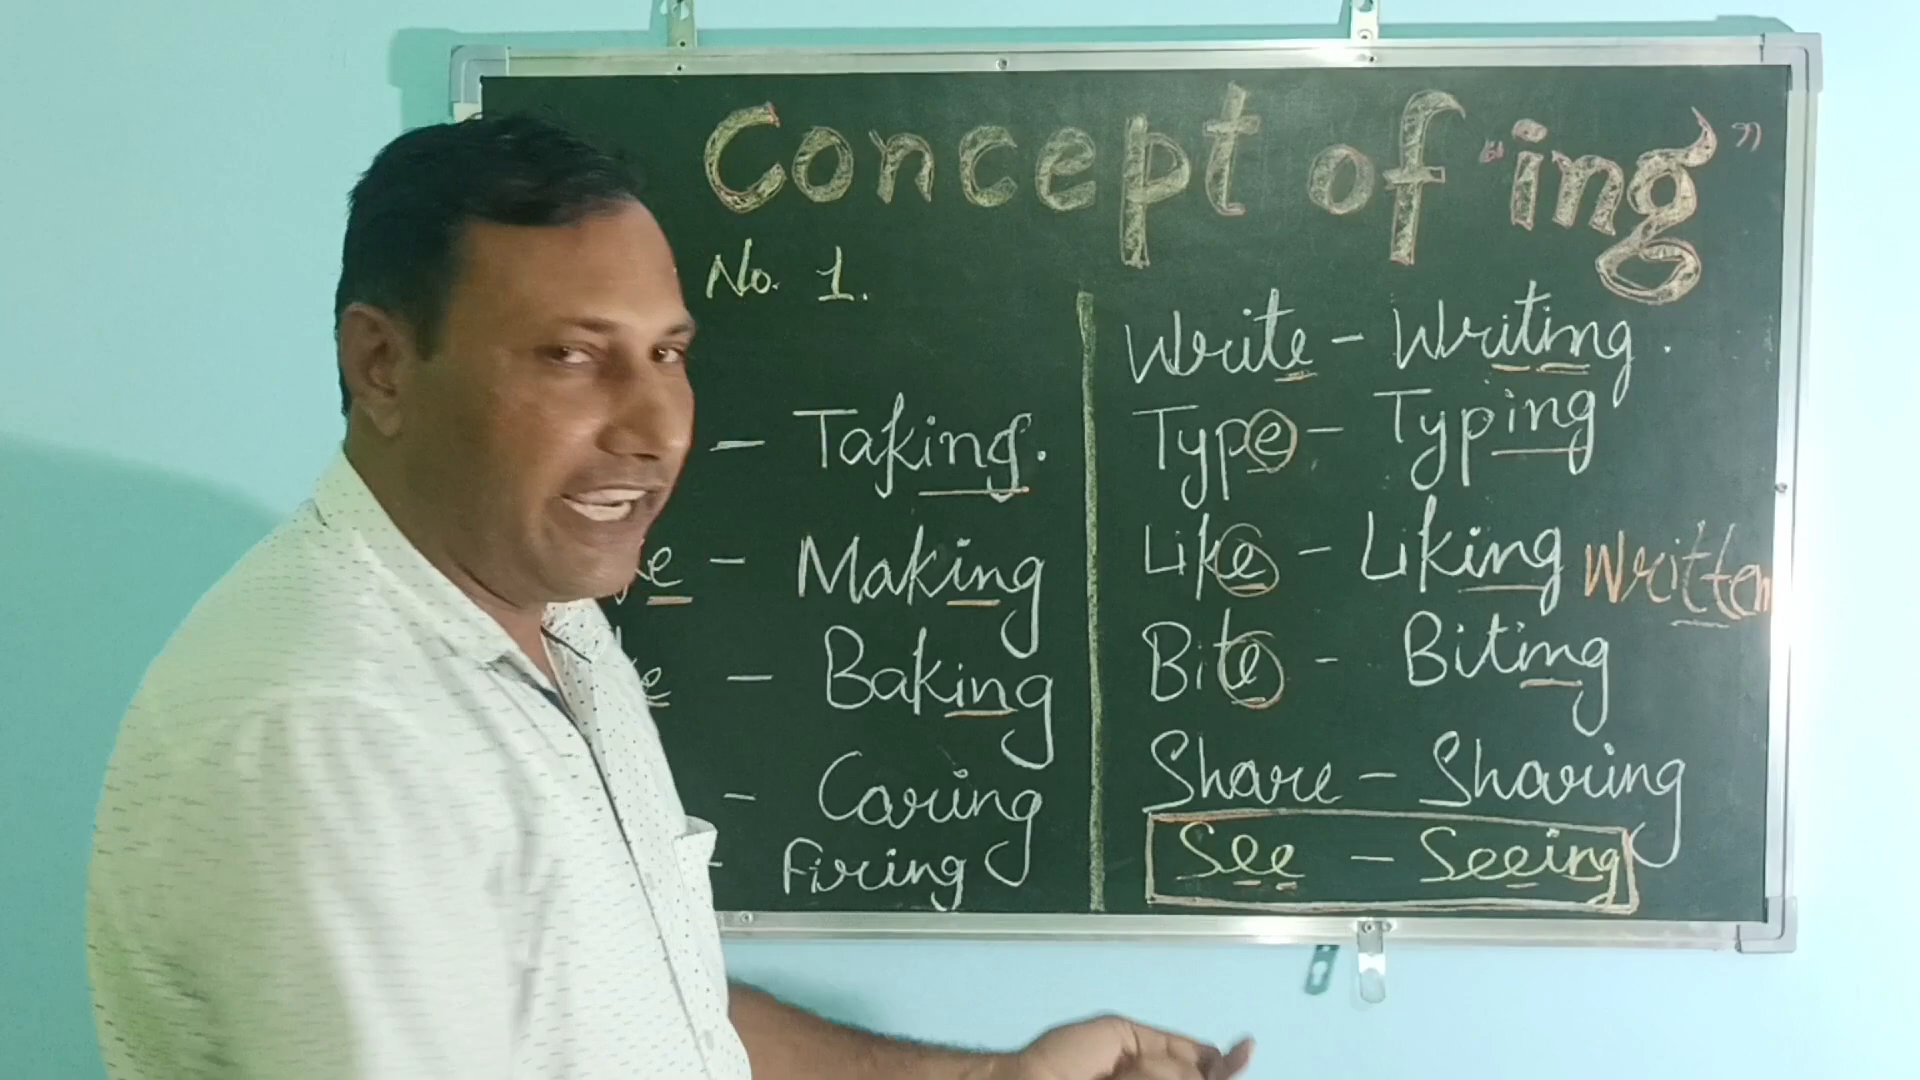 Concept of "ing"
No. 1.
– Taking.
e – Making
e – Baking
– Caring
– Firing
Write – Writing.
Type – Typing
Like – Liking
Written
Bite – Biting
Share – Sharing
See – Seeing